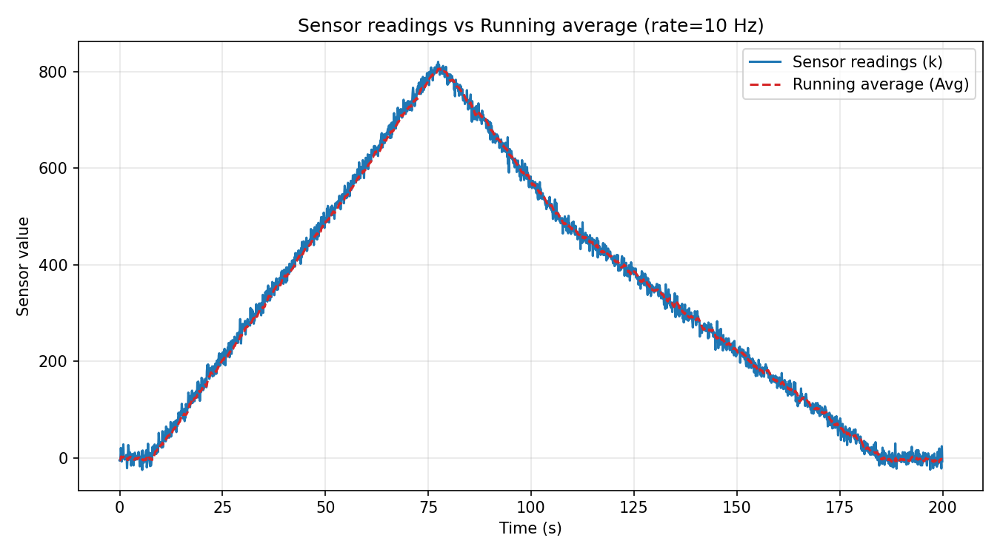 Sensor readings vs Running average (rate=10 Hz)
Sensor readings (k)
Running average (Avg)
Sensor value
800
600
400
200
0
0 25 50 75 100 125 150 175 200
Time (s)